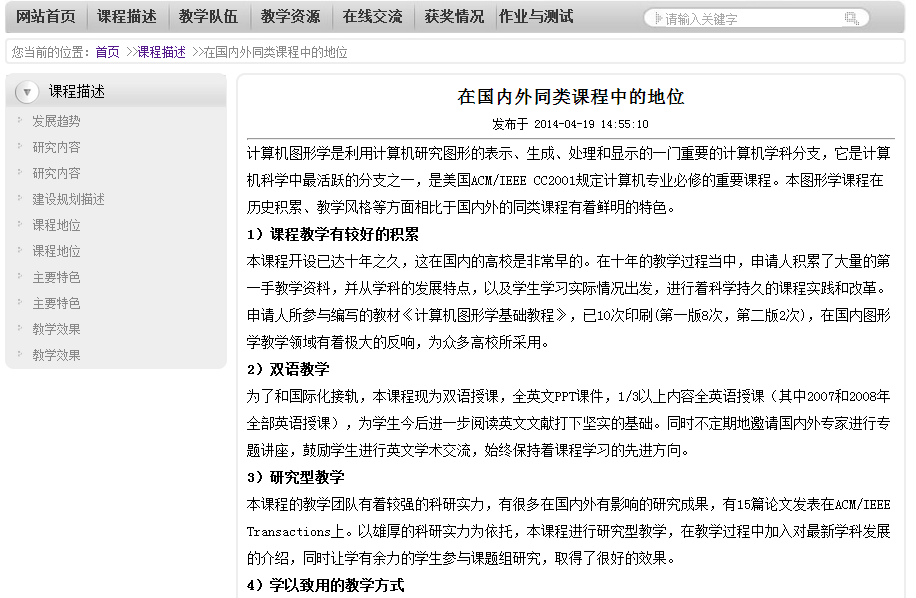 网站首页 课程描述 教学队伍 教学资源 在线交流 获奖情况 作业与测试 请输入关键字
您当前的位置：首页 >>课程描述 >>在国内外同类课程中的地位
课程描述
发展趋势
研究内容
研究内容
建设规划描述
课程地位
课程地位
主要特色
主要特色
教学效果
教学效果
在国内外同类课程中的地位
发布于 2014-04-19 14:55:10
计算机图形学是利用计算机研究图形的表示、生成、处理和显示的一门重要的计算机学科分支，它是计算
机科学中最活跃的分支之一，是美国ACM/IEEE CC2001规定计算机专业必修的重要课程。本图形学课程在
历史积累、教学风格等方面相比于国内外的同类课程有着鲜明的特色。
1）课程教学有较好的积累
本课程开设已达十年之久，这在国内的高校是非常早的。在十年的教学过程当中，申请人积累了大量的第
一手教学资料，并从学科的发展特点，以及学生学习实际情况出发，进行着科学持久的课程实践和改革。
申请人所参与编写的教材《计算机图形学基础教程》，已10次印刷(第一版8次，第二版2次)，在国内图形
学教学领域有着极大的反响，为众多高校所采用。
2）双语教学
为了和国际化接轨，本课程现为双语授课，全英文PPT课件，1/3以上内容全英语授课（其中2007和2008年
全部英语授课），为学生今后进一步阅读英文文献打下坚实的基础。同时不定期地邀请国内外专家进行专
题讲座，鼓励学生进行英文学术交流，始终保持着课程学习的先进方向。
3）研究型教学
本课程的教学团队有着较强的科研实力，有很多在国内外有影响的研究成果，有15篇论文发表在ACM/IEEE
Transactions上。以雄厚的科研实力为依托，本课程进行研究型教学，在教学过程中加入对最新学科发展
的介绍，同时让学有余力的学生参与课题组研究，取得了很好的效果。
4）学以致用的教学方式